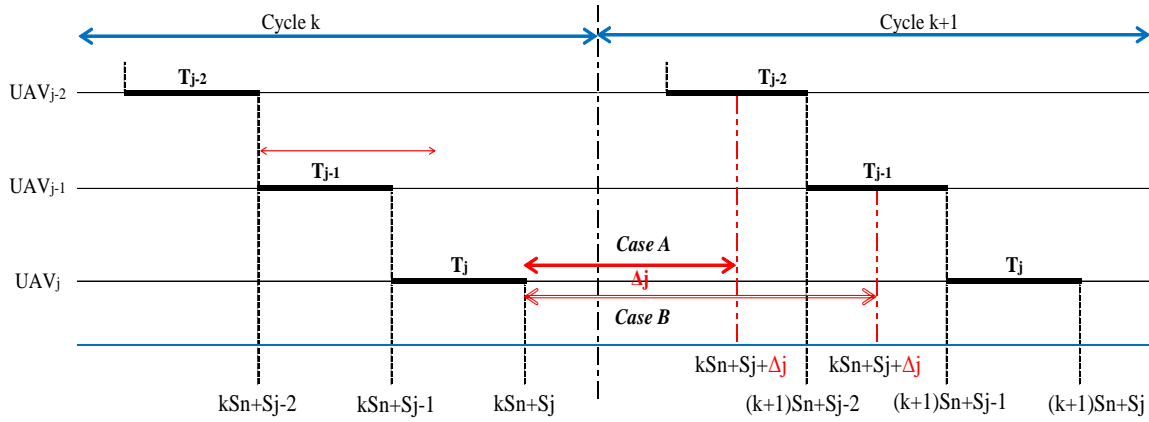 Cycle k
Cycle k+1
Tj-2
Tj-2
UAVj-2
Tj-1
Tj-1
UAVj-1
Case A
Tj
Δj
Tj
UAVj
Case B
kSn+Sj+Δj
kSn+Sj+Δj
kSn+Sj-2
kSn+Sj-1
kSn+Sj
(k+1)Sn+Sj-2
(k+1)Sn+Sj-1
(k+1)Sn+Sj